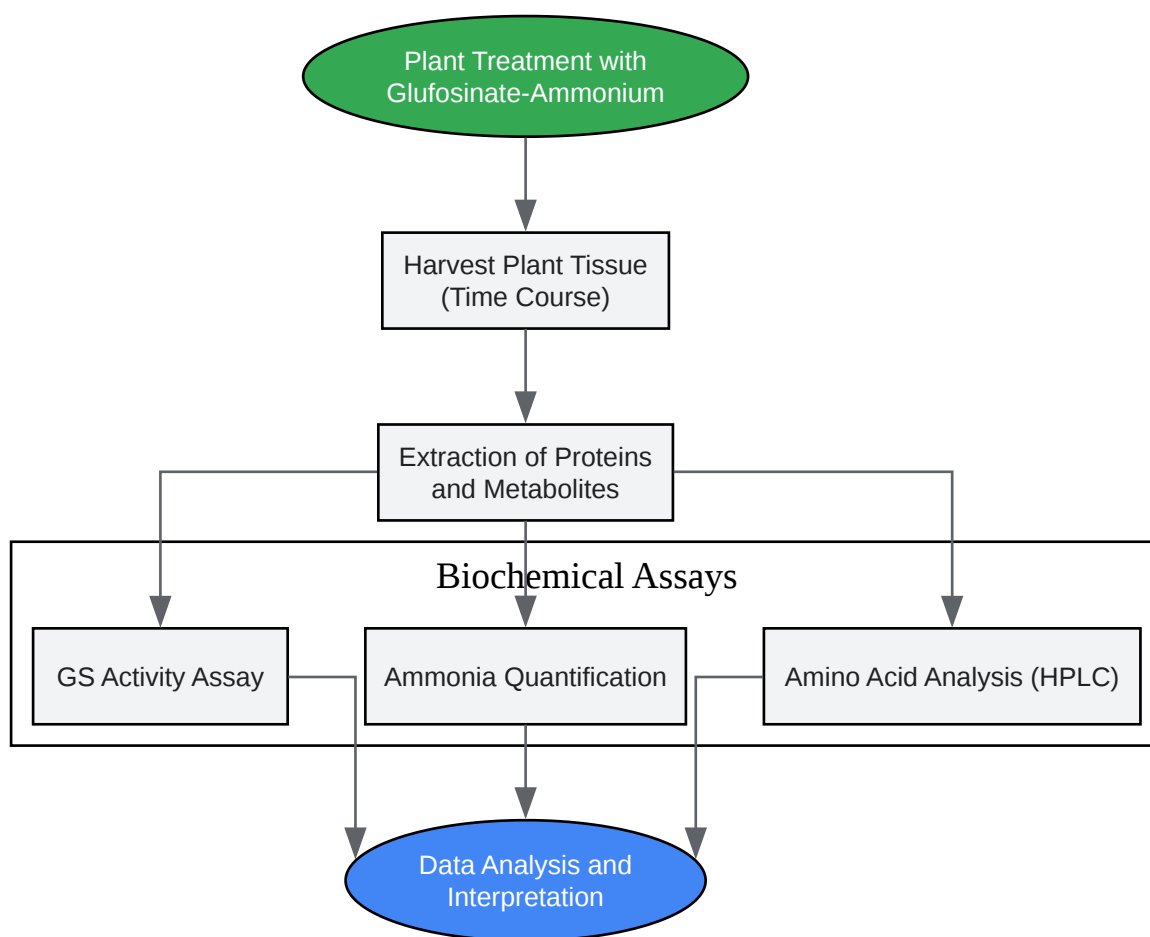 Plant Treatment with
Glufosinate-Ammonium
Harvest Plant Tissue
(Time Course)
Extraction of Proteins
and Metabolites
Biochemical Assays
GS Activity Assay
Ammonia Quantification
Amino Acid Analysis (HPLC)
Data Analysis and
Interpretation